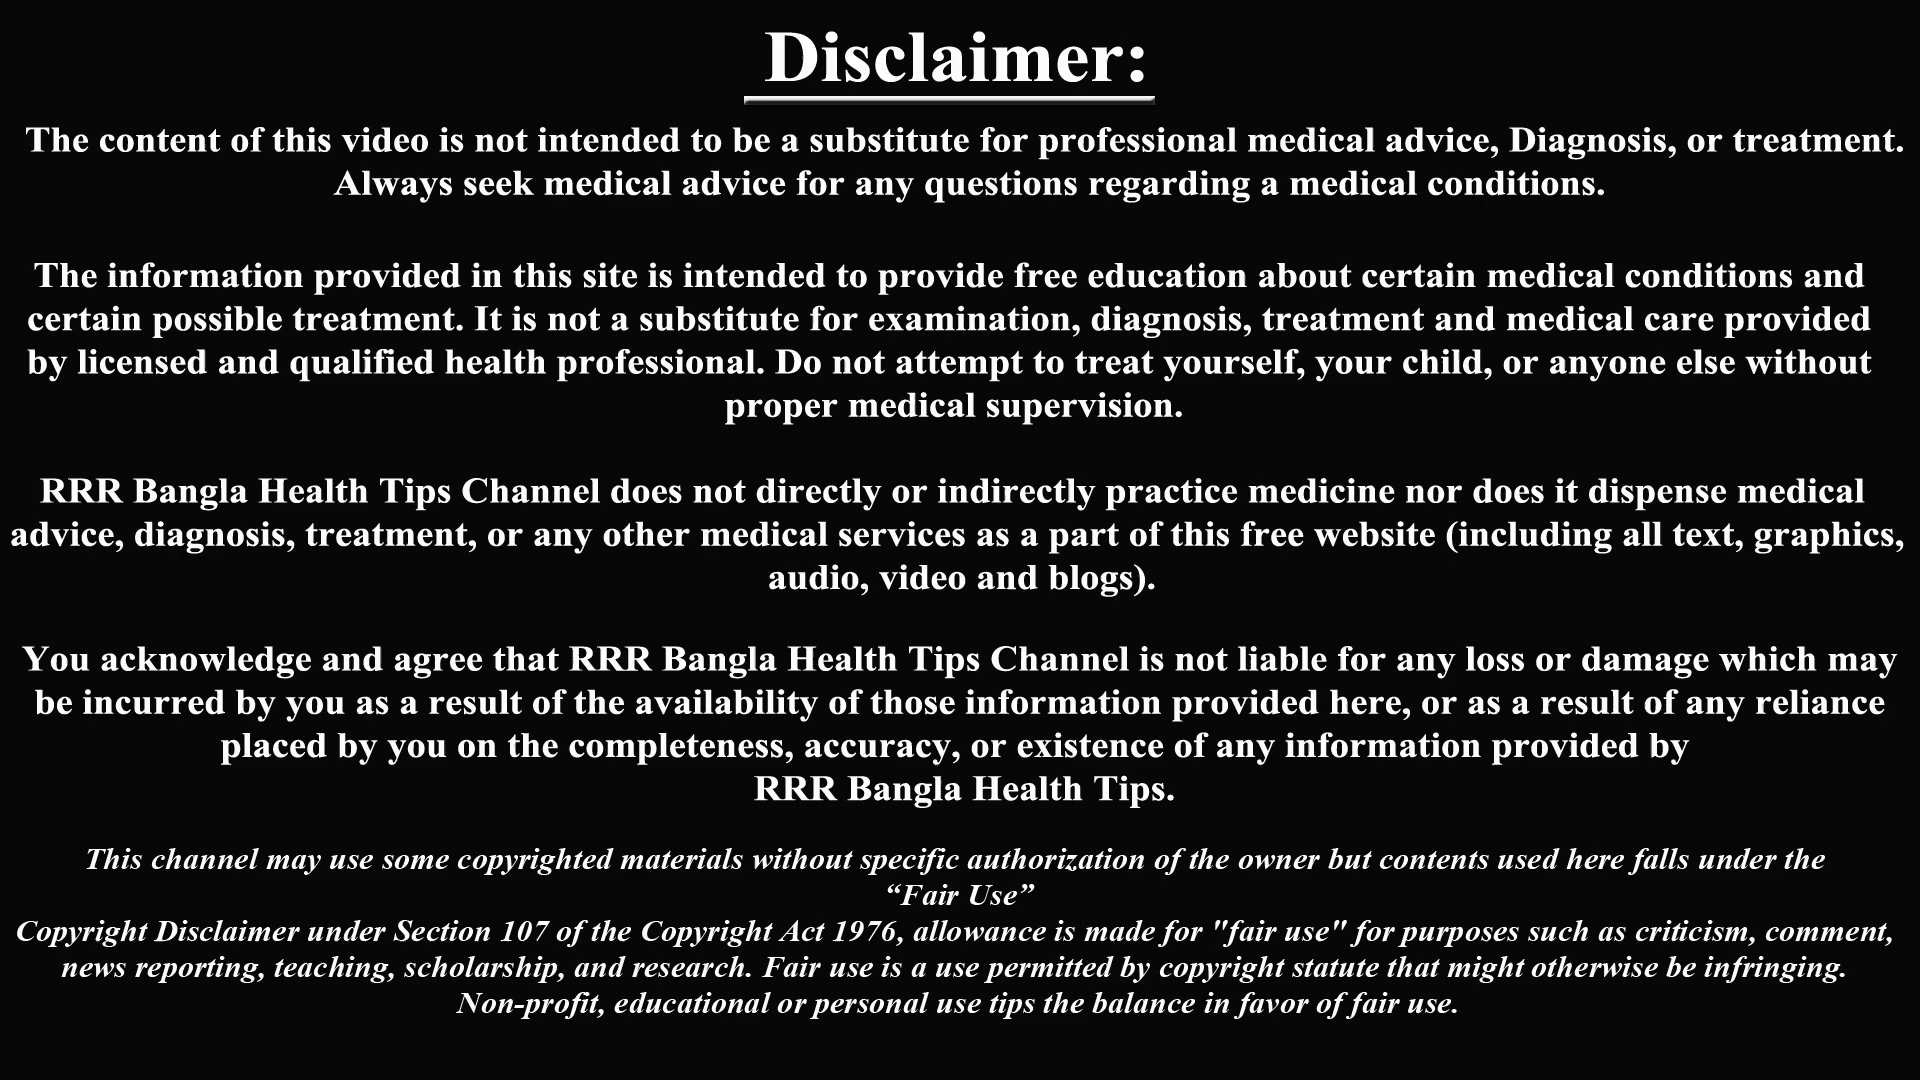 Disclaimer:
The content of this video is not intended to be a substitute for professional medical advice, Diagnosis, or treatment.
Always seek medical advice for any questions regarding a medical conditions.
The information provided in this site is intended to provide free education about certain medical conditions and
certain possible treatment. It is not a substitute for examination, diagnosis, treatment and medical care provided
by licensed and qualified health professional. Do not attempt to treat yourself, your child, or anyone else without
proper medical supervision.
RRR Bangla Health Tips Channel does not directly or indirectly practice medicine nor does it dispense medical
advice, diagnosis, treatment, or any other medical services as a part of this free website (including all text, graphics,
audio, video and blogs).
You acknowledge and agree that RRR Bangla Health Tips Channel is not liable for any loss or damage which may
be incurred by you as a result of the availability of those information provided here, or as a result of any reliance
placed by you on the completeness, accuracy, or existence of any information provided by
RRR Bangla Health Tips.
This channel may use some copyrighted materials without specific authorization of the owner but contents used here falls under the
“Fair Use”
Copyright Disclaimer under Section 107 of the Copyright Act 1976, allowance is made for "fair use" for purposes such as criticism, comment,
news reporting, teaching, scholarship, and research. Fair use is a use permitted by copyright statute that might otherwise be infringing.
Non-profit, educational or personal use tips the balance in favor of fair use.